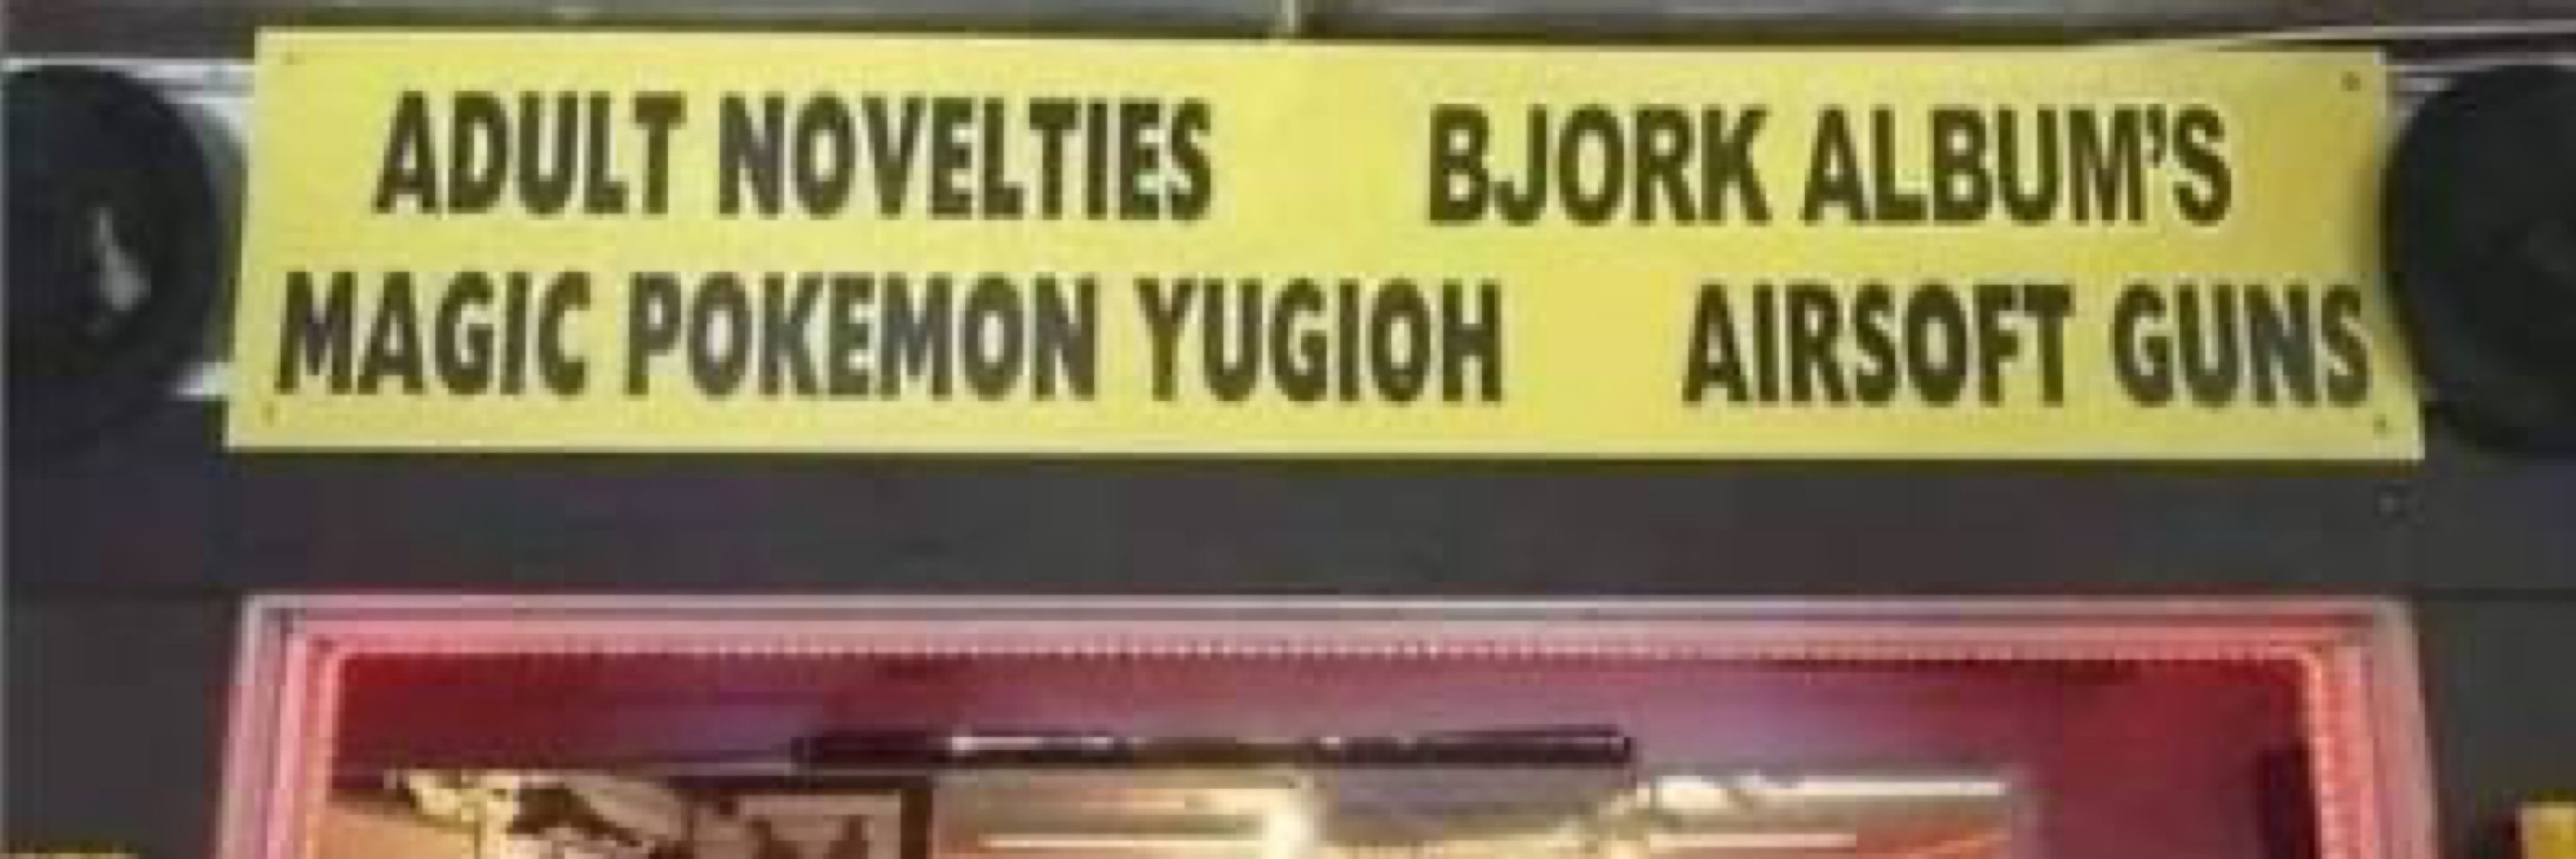 ADULT NOVELTIES BJORK ALBUM'S
MAGIC POKEMON YUGIOH AIRSOFT GUNS